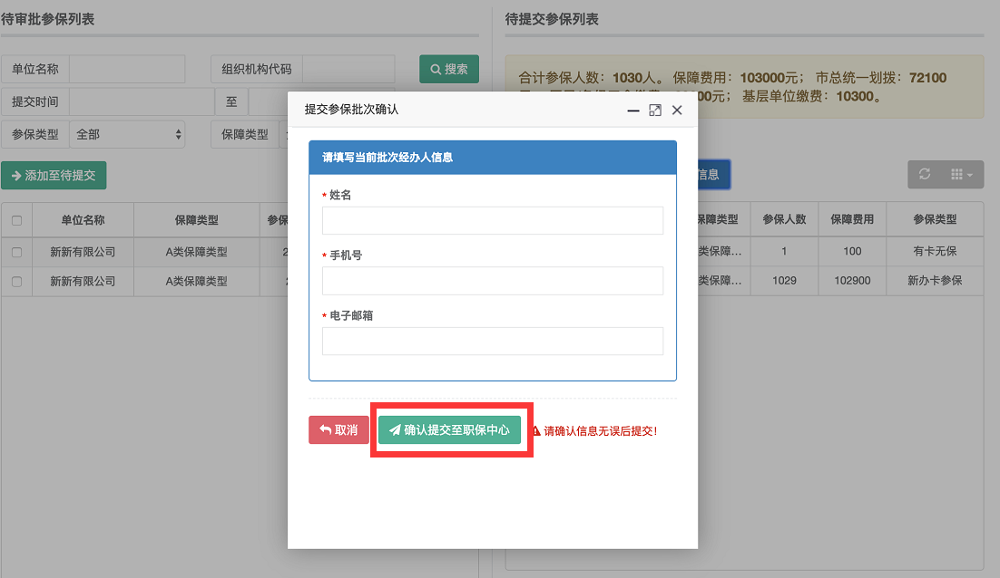 待审批参保列表
待提交参保列表
单位名称
组织机构代码
搜索
提交时间
至
参保类型 全部
保障类型
添加至待提交
单位名称 保障类型
新新有限公司 A类保障类型
新新有限公司 A类保障类型
合计参保人数：1030人。 保障费用：103000元； 市总统一划拨：72100
元； 基层单位缴费：10300。
信息
保障类型 参保人数 保障费用 参保类型
类保障... 1 100 有卡无保
类保障... 1029 102900 新办卡参保
提交参保批次确认
请填写当前批次经办人信息
* 姓名
* 手机号
* 电子邮箱
取消
确认提交至职保中心
请确认信息无误后提交！